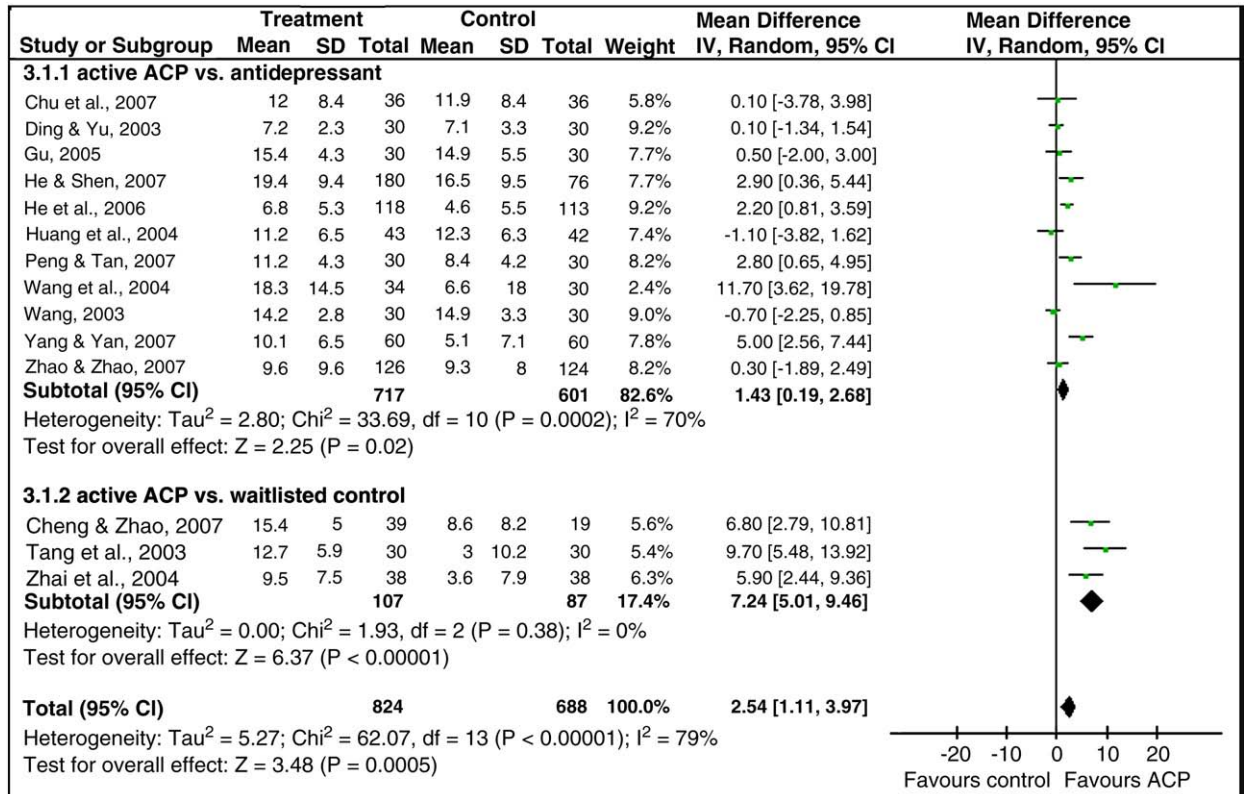 Treatment Control Mean Difference Mean Difference
Study or Subgroup Mean SD Total Mean SD Total Weight IV, Random, 95% CI IV, Random, 95% CI
3.1.1 active ACP vs. antidepressant
Chu et al., 2007 12 8.4 36 11.9 8.4 36 5.8% 0.10 [-3.78, 3.98]
Ding & Yu, 2003 7.2 2.3 30 7.1 3.3 30 9.2% 0.10 [-1.34, 1.54]
Gu, 2005 15.4 4.3 30 14.9 5.5 30 7.7% 0.50 [-2.00, 3.00]
He & Shen, 2007 19.4 9.4 180 16.5 9.5 76 7.7% 2.90 [0.36, 5.44]
He et al., 2006 6.8 5.3 118 4.6 5.5 113 9.2% 2.20 [0.81, 3.59]
Huang et al., 2004 11.2 6.5 43 12.3 6.3 42 7.4% -1.10 [-3.82, 1.62]
Peng & Tan, 2007 11.2 4.3 30 8.4 4.2 30 8.2% 2.80 [0.65, 4.95]
Wang et al., 2004 18.3 14.5 34 6.6 18 30 2.4% 11.70 [3.62, 19.78]
Wang, 2003 14.2 2.8 30 14.9 3.3 30 9.0% -0.70 [-2.25, 0.85]
Yang & Yan, 2007 10.1 6.5 60 5.1 7.1 60 7.8% 5.00 [2.56, 7.44]
Zhao & Zhao, 2007 9.6 9.6 126 9.3 8 124 8.2% 0.30 [-1.89, 2.49]
Subtotal (95% CI) 717 601 82.6% 1.43 [0.19, 2.68]
Heterogeneity: Tau² = 2.80; Chi² = 33.69, df = 10 (P = 0.0002); I² = 70%
Test for overall effect: Z = 2.25 (P = 0.02)
3.1.2 active ACP vs. waitlisted control
Cheng & Zhao, 2007 15.4 5 39 8.6 8.2 19 5.6% 6.80 [2.79, 10.81]
Tang et al., 2003 12.7 5.9 30 3 10.2 30 5.4% 9.70 [5.48, 13.92]
Zhai et al., 2004 9.5 7.5 38 3.6 7.9 38 6.3% 5.90 [2.44, 9.36]
Subtotal (95% CI) 107 87 17.4% 7.24 [5.01, 9.46]
Heterogeneity: Tau² = 0.00; Chi² = 1.93, df = 2 (P = 0.38); I² = 0%
Test for overall effect: Z = 6.37 (P < 0.00001)
Total (95% CI) 824 688 100.0% 2.54 [1.11, 3.97]
Heterogeneity: Tau² = 5.27; Chi² = 62.07, df = 13 (P < 0.00001); I² = 79%
Test for overall effect: Z = 3.48 (P = 0.0005)
-20 -10 0 10 20
Favours control Favours ACP